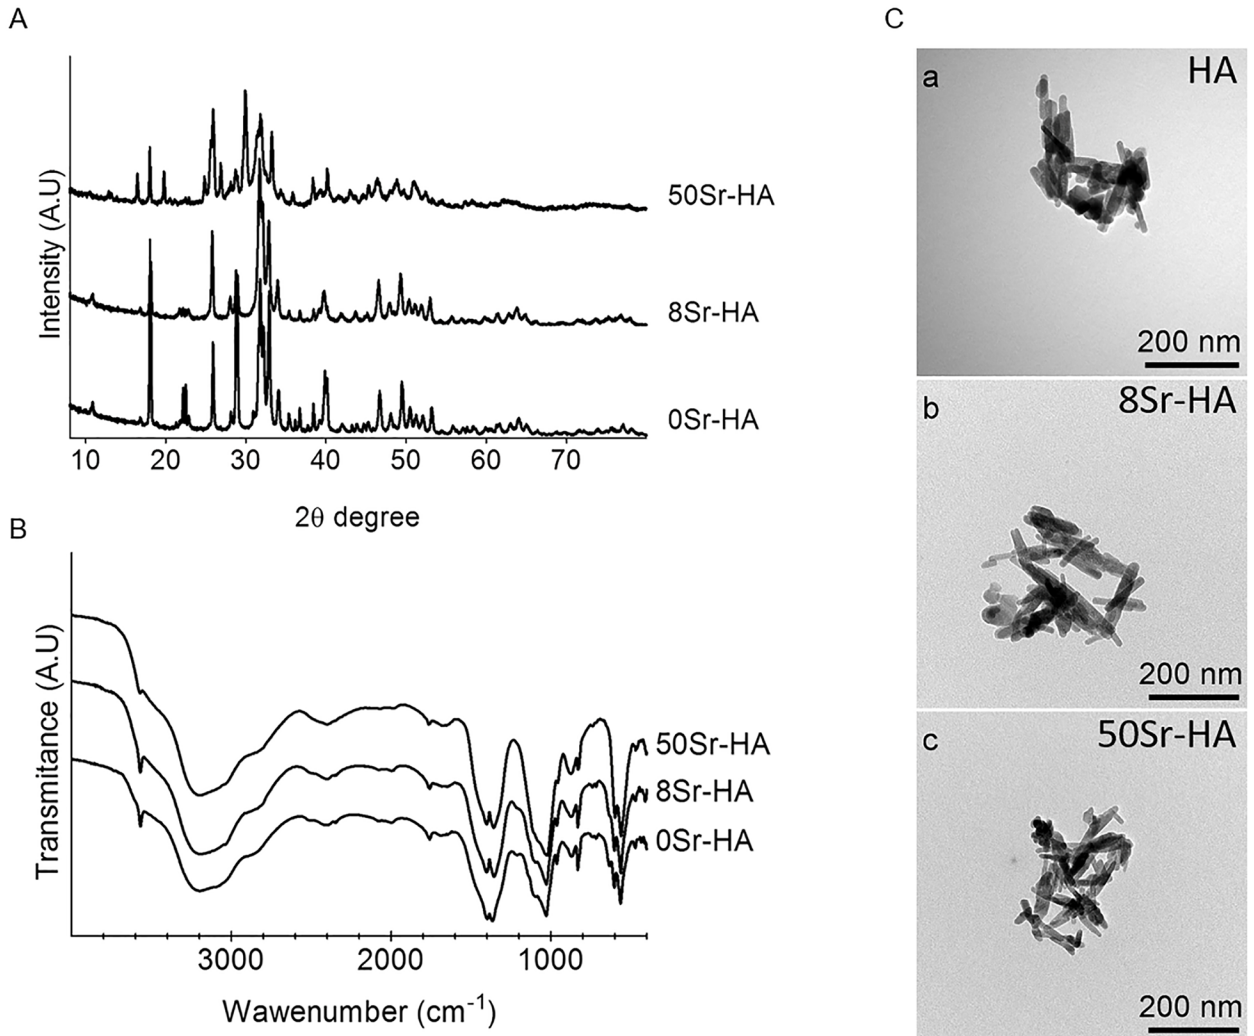 A
Intensity (A.U)
50Sr-HA
8Sr-HA
0Sr-HA
10 20 30 40 50 60 70
2θ degree
B
Transmitance (A.U)
50Sr-HA
8Sr-HA
0Sr-HA
3000 2000 1000
Wawenumber (cm⁻¹)
C
a HA
200 nm
b 8Sr-HA
200 nm
c 50Sr-HA
200 nm